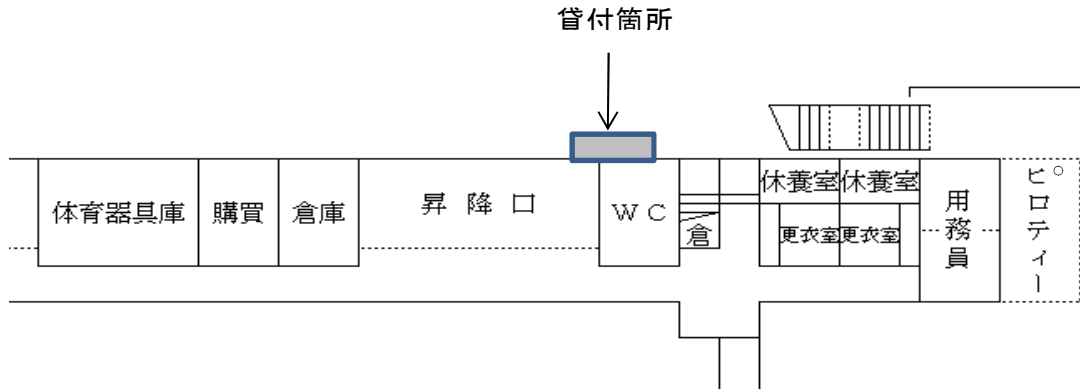 貸付箇所
体育器具庫
購買
倉庫
昇降口
WC
倉
休養室
休養室
更衣室
更衣室
用務員
ピロティー